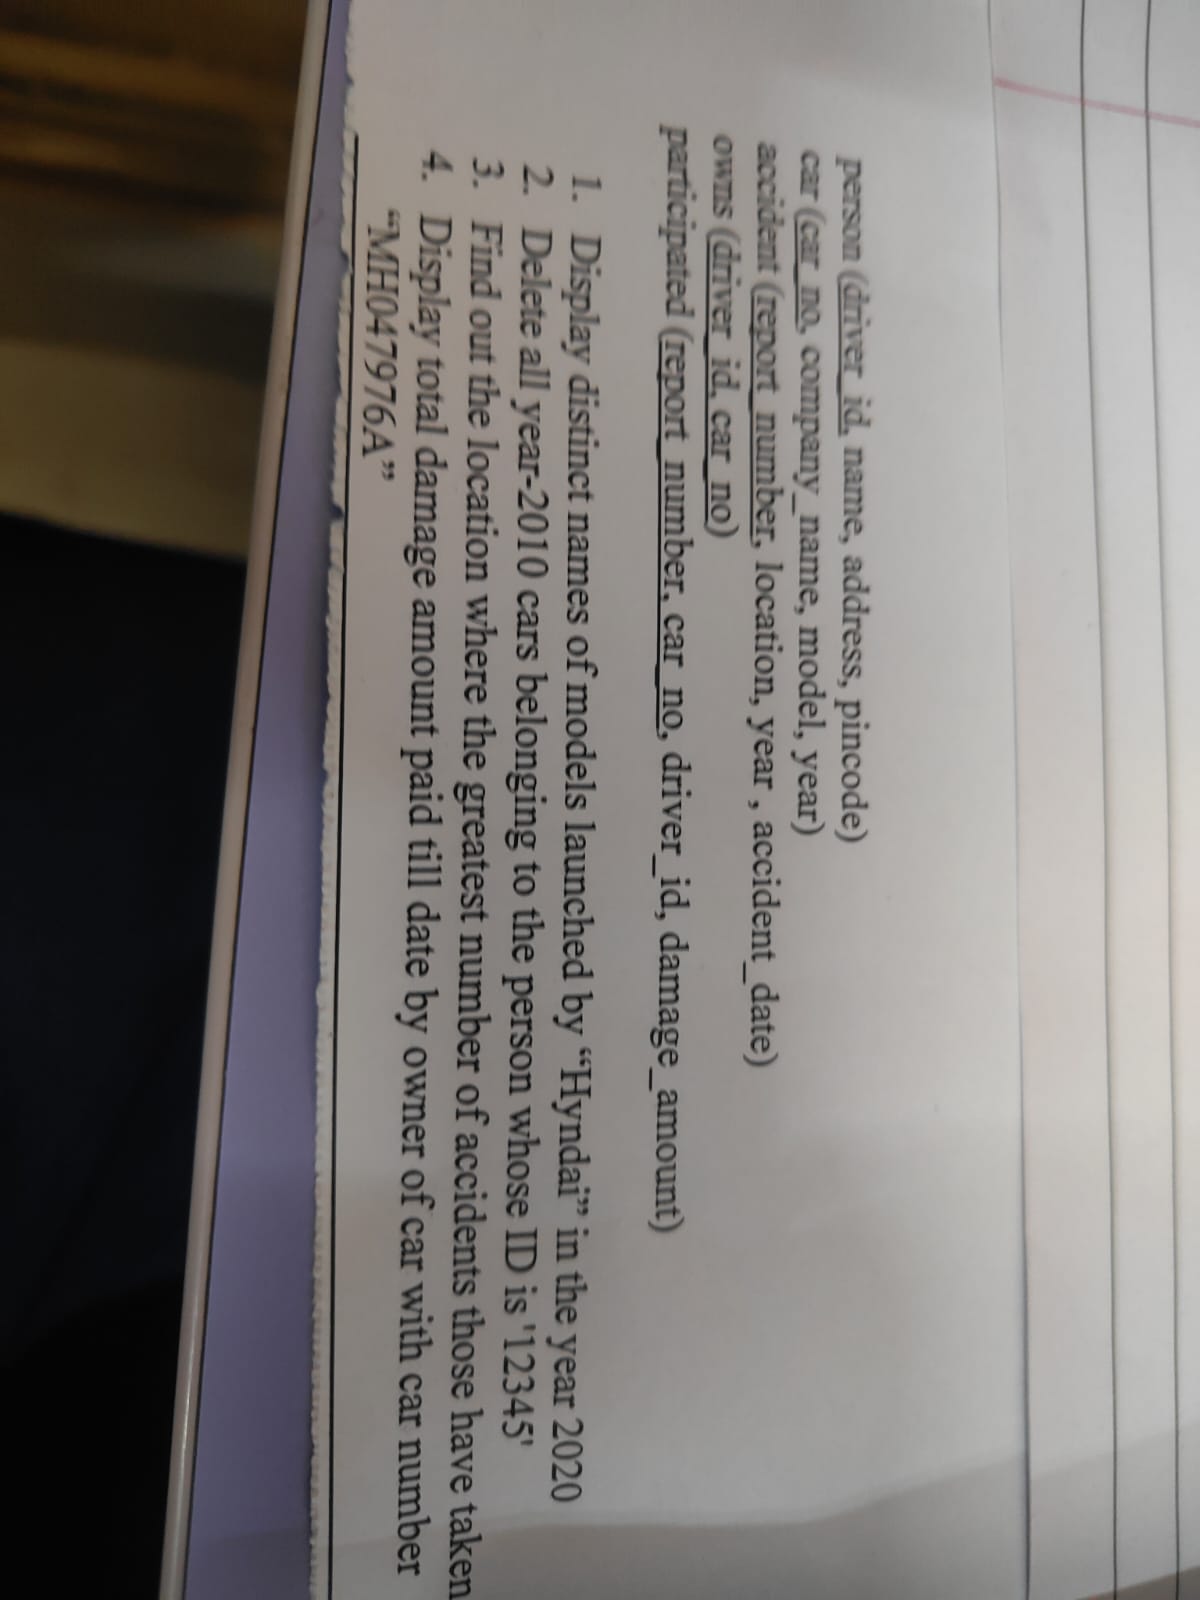 person (driver_id, name, address, pincode)
car (car_no, company_name, model, year)
accident (report_number, location, year , accident_date)
owns (driver_id, car_no)
participated (report_number, car_no, driver_id, damage_amount)
1. Display distinct names of models launched by “Hyndai” in the year 2020
2. Delete all year-2010 cars belonging to the person whose ID is '12345'
3. Find out the location where the greatest number of accidents those have taken
4. Display total damage amount paid till date by owner of car with car number
“MH047976A”